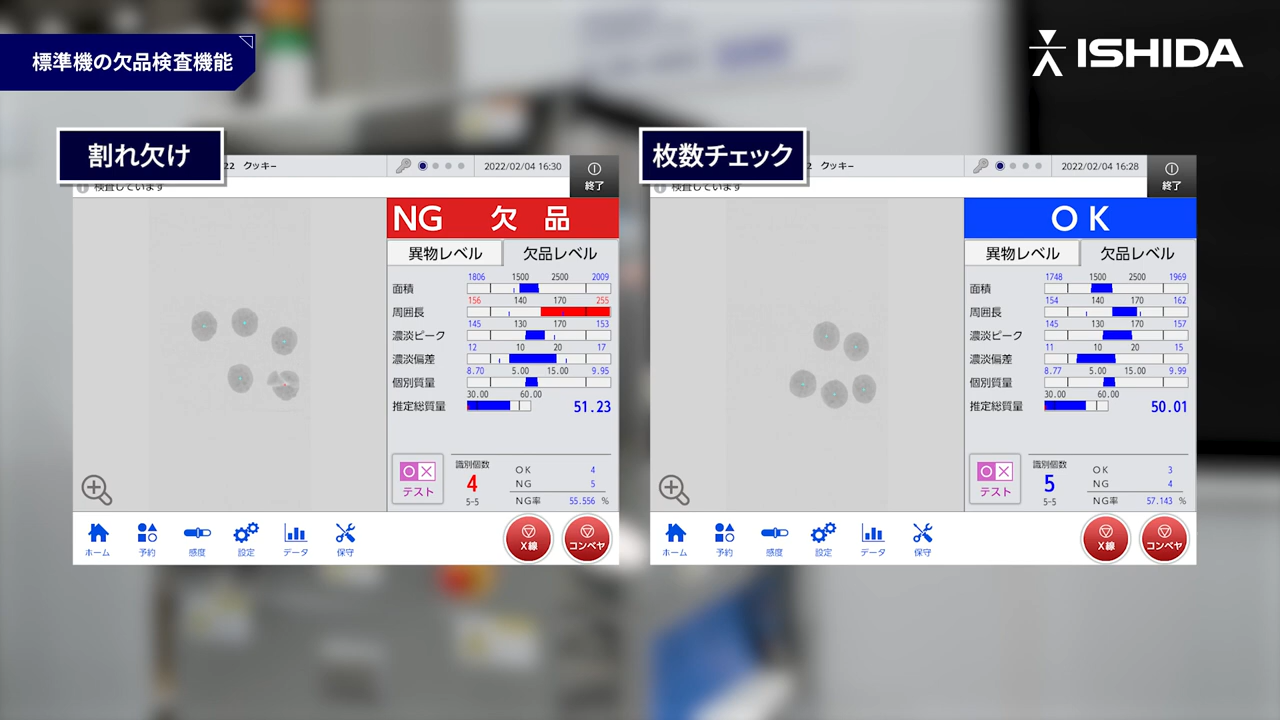 標準機の欠品検査機能
ISHIDA
割れ欠け
22 クッキー
2022/02/04 16:30
終了
検査しています
NG 欠品
異物レベル 欠品レベル
1806 1500 2500 2009
面積
156 140 170 255
周囲長
145 130 170 153
濃淡ピーク
12 10 20 17
濃淡偏差
8.70 5.00 15.00 9.95
個別質量
30.00 60.00
推定総質量 51.23
テスト
識別個数
4
5-5
OK 4
NG 5
NG率 55.556 %
ホーム 予約 感度 設定 データ 保守 X線 コンベヤ
枚数チェック
2 クッキー
2022/02/04 16:28
終了
検査しています
OK
異物レベル 欠品レベル
1748 1500 2500 1969
面積
154 140 170 162
周囲長
145 130 170 157
濃淡ピーク
11 10 20 15
濃淡偏差
8.77 5.00 15.00 9.99
個別質量
30.00 60.00
推定総質量 50.01
テスト
識別個数
5
5-5
OK 3
NG 4
NG率 57.143 %
ホーム 予約 感度 設定 データ 保守 X線 コンベヤ